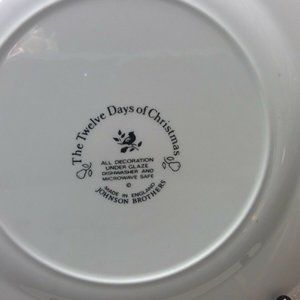 The Twelve Days of Christmas
ALL DECORATION
UNDER GLAZE
DISHWASHER AND
MICROWAVE SAFE
©
MADE IN ENGLAND
JOHNSON BROTHERS